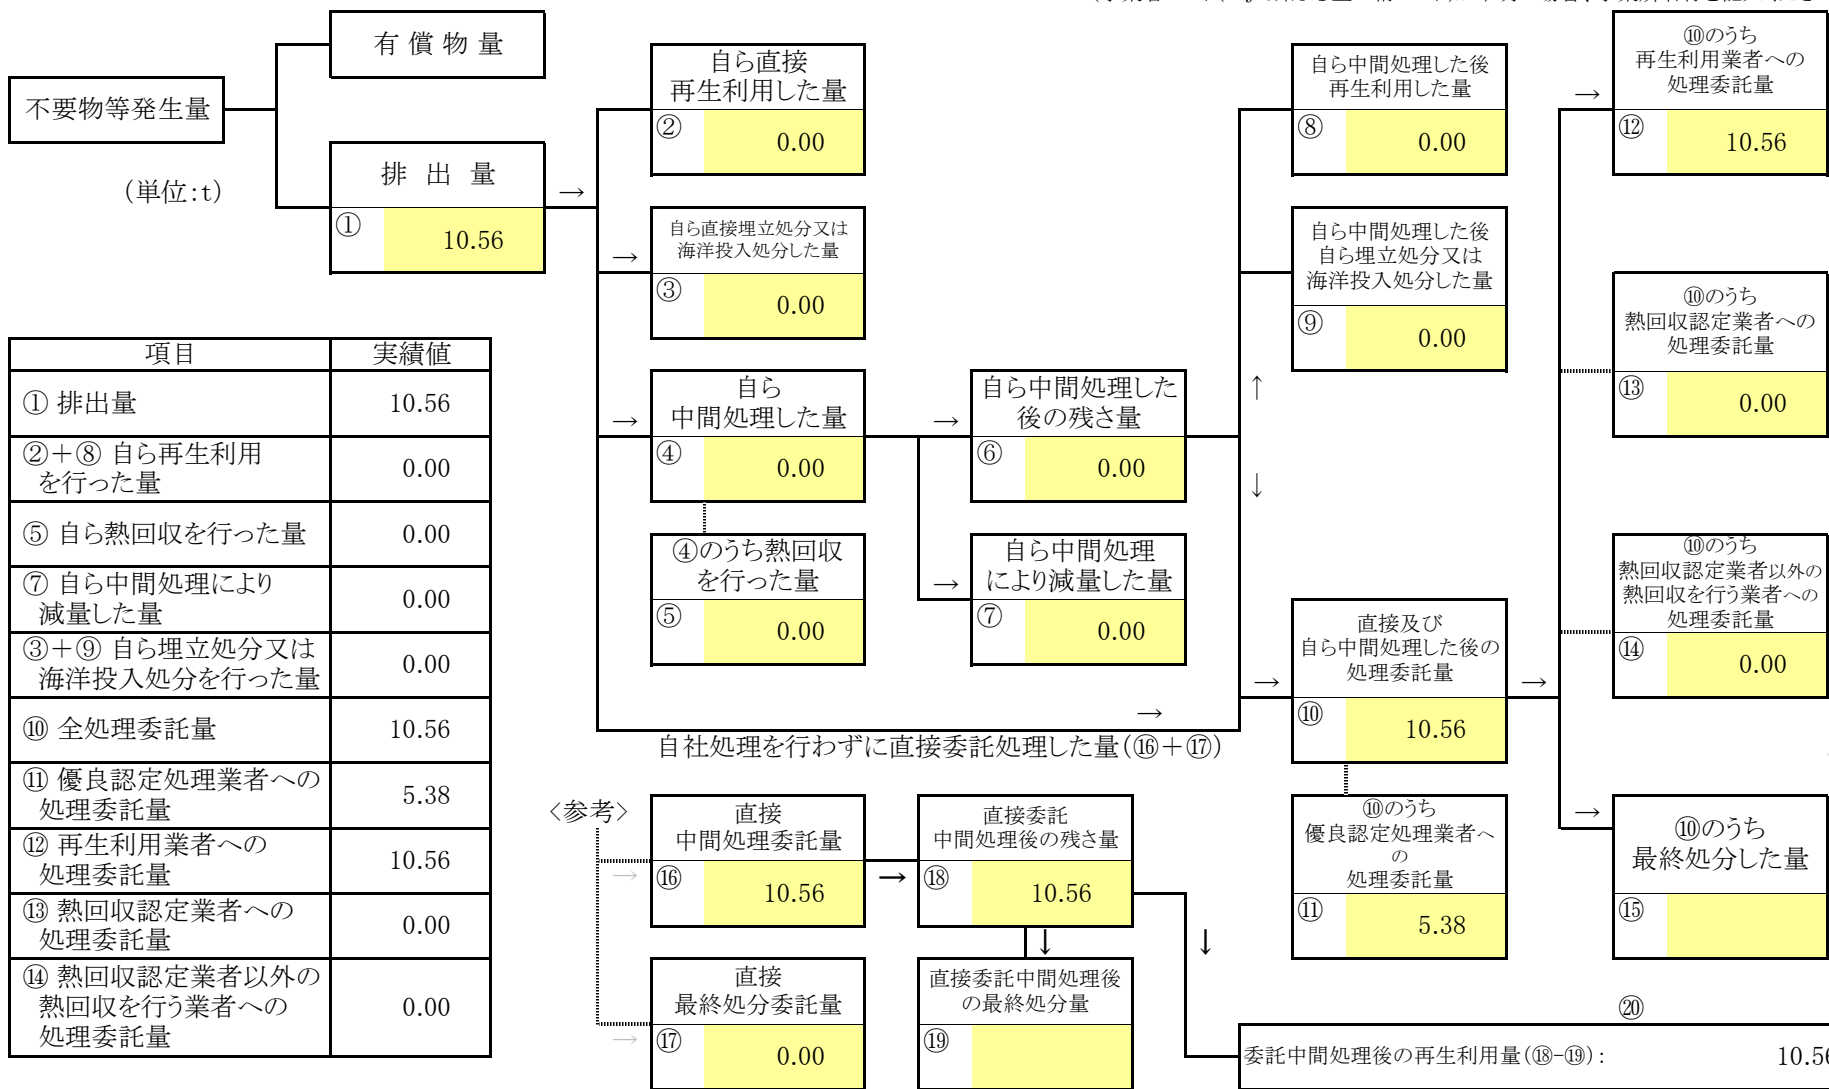 有償物量
不要物等発生量
(単位:t)
排出量
①
10.56
→
自ら直接
再生利用した量
②
0.00
→
自ら直接埋立処分又は
海洋投入処分した量
③
0.00
→
自ら
中間処理した量
④
0.00
④のうち熱回収
を行った量
⑤
0.00
→
自ら中間処理した
後の残さ量
⑥
0.00
→
自ら中間処理
により減量した量
⑦
0.00
自ら中間処理した後
再生利用した量
⑧
0.00
自ら中間処理した後
自ら埋立処分又は
海洋投入処分した量
⑨
0.00
↑
↓
→
直接及び
自ら中間処理した後の
処理委託量
⑩
10.56
→
⑩のうち
優良認定処理業者へ
の
処理委託量
⑪
5.38
→
⑩のうち
再生利用業者への
処理委託量
⑫
10.56
⑩のうち
熱回収認定業者への
処理委託量
⑬
0.00
⑩のうち
熱回収認定業者以外の
熱回収を行う業者への
処理委託量
⑭
0.00
→
⑩のうち
最終処分した量
⑮
→
自社処理を行わずに直接委託処理した量(⑯+⑰)
項目 実績値
① 排出量 10.56
②+⑧ 自ら再生利用
を行った量 0.00
⑤ 自ら熱回収を行った量 0.00
⑦ 自ら中間処理により
減量した量 0.00
③+⑨ 自ら埋立処分又は
海洋投入処分を行った量 0.00
⑩ 全処理委託量 10.56
⑪ 優良認定処理業者への
処理委託量 5.38
⑫ 再生利用業者への
処理委託量 10.56
⑬ 熱回収認定業者への
処理委託量 0.00
⑭ 熱回収認定業者以外の
熱回収を行う業者への
処理委託量 0.00
<参考>
→
直接
中間処理委託量
⑯
10.56
→
直接委託
中間処理後の残さ量
⑱
10.56
↓
↓
→
直接
最終処分委託量
⑰
0.00
直接委託中間処理後
の最終処分量
⑲
⑳
委託中間処理後の再生利用量(⑱-⑲): 10.56